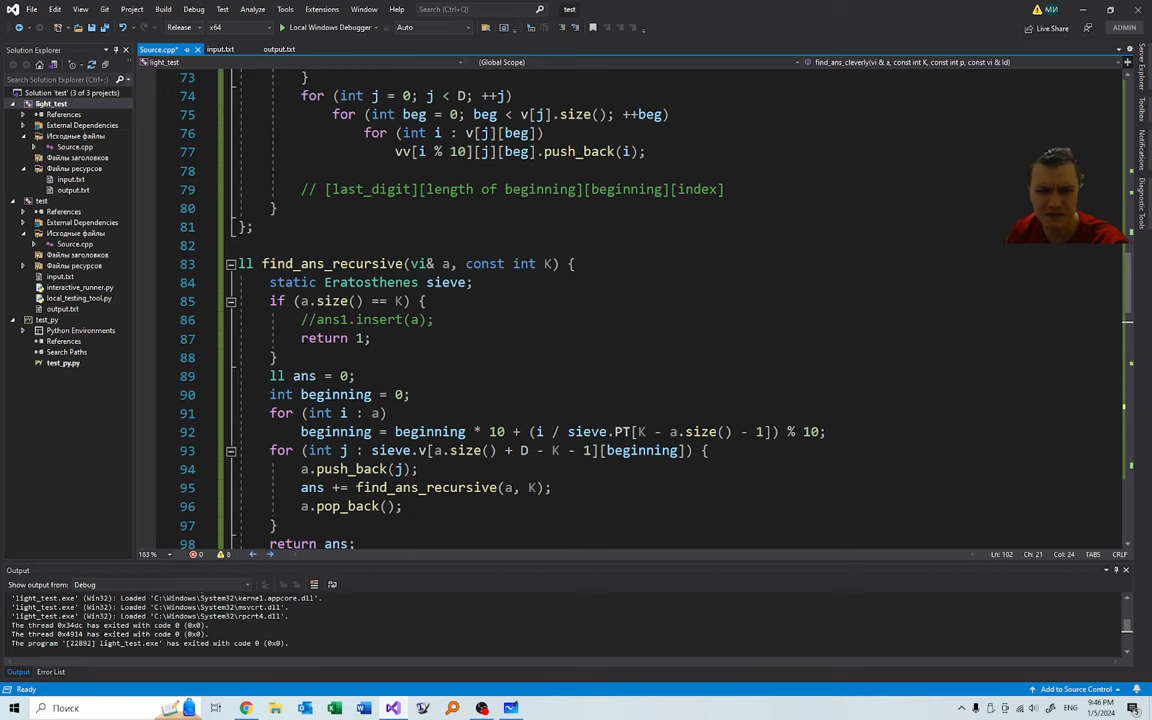 File Edit View Git Project Build Debug Test Analyze Tools Extensions Window Help Search (Ctrl+Q) test МИ
Release x64 Local Windows Debugger Auto Live Share ADMIN
Solution Explorer
Search Solution Explorer (Ctrl+;)
Solution 'test' (3 of 3 projects)
light_test
References
External Dependencies
Исходные файлы
Source.cpp
Файлы заголовков
Файлы ресурсов
input.txt
output.txt
test
References
External Dependencies
Исходные файлы
Source.cpp
Файлы заголовков
Файлы ресурсов
input.txt
interactive_runner.py
local_testing_tool.py
output.txt
test_py
Python Environments
References
Search Paths
test_py.py
Source.cpp* input.txt output.txt
light_test (Global Scope) find_ans_cleverly(vi & a, const int K, const int p, const vi & ld)
73 }
74 for (int j = 0; j < D; ++j)
75 for (int beg = 0; beg < v[j].size(); ++beg)
76 for (int i : v[j][beg])
77 vv[i % 10][j][beg].push_back(i);
78
79 // [last_digit][length of beginning][beginning][index]
80 }
81 };
82
83 ll find_ans_recursive(vi& a, const int K) {
84 static Eratosthenes sieve;
85 if (a.size() == K) {
86 //ans1.insert(a);
87 return 1;
88 }
89 ll ans = 0;
90 int beginning = 0;
91 for (int i : a)
92 beginning = beginning * 10 + (i / sieve.PT[K - a.size() - 1]) % 10;
93 for (int j : sieve.v[a.size() + D - K - 1][beginning]) {
94 a.push_back(j);
95 ans += find_ans_recursive(a, K);
96 a.pop_back();
97 }
98 return ans;
183 % 0 8 Ln: 102 Ch: 21 Col: 24 TABS CRLF
Server Explorer
Toolbox
Notifications
Diagnostic Tools
Output
Show output from: Debug
'light_test.exe' (Win32): Loaded 'C:\Windows\System32\kernel.appcore.dll'.
'light_test.exe' (Win32): Loaded 'C:\Windows\System32\msvcrt.dll'.
'light_test.exe' (Win32): Loaded 'C:\Windows\System32\rpcrt4.dll'.
The thread 0x34dc has exited with code 0 (0x0).
The thread 0x4914 has exited with code 0 (0x0).
The program '[22892] light_test.exe' has exited with code 0 (0x0).
Output Error List
Ready Add to Source Control
Поиск ENG 9:46 PM
1/5/2024